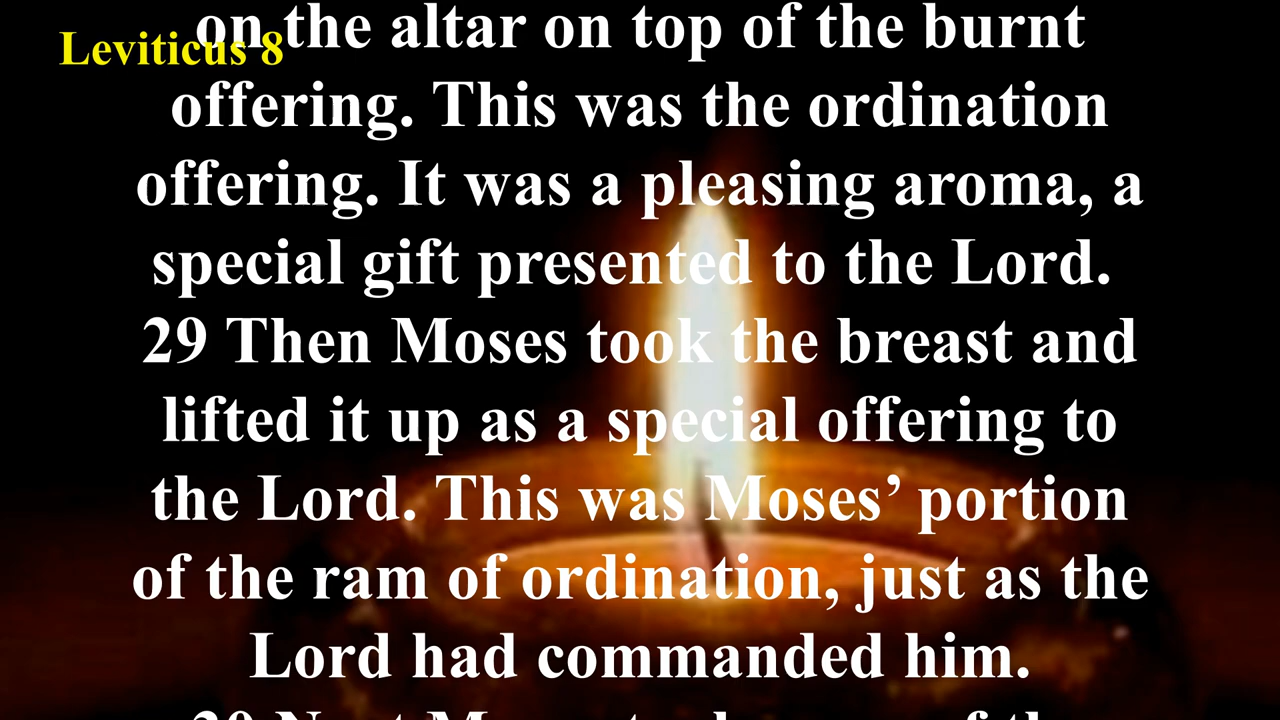 Leviticus 8
on the altar on top of the burnt
offering. This was the ordination
offering. It was a pleasing aroma, a
special gift presented to the Lord.
29 Then Moses took the breast and
lifted it up as a special offering to
the Lord. This was Moses’ portion
of the ram of ordination, just as the
Lord had commanded him.